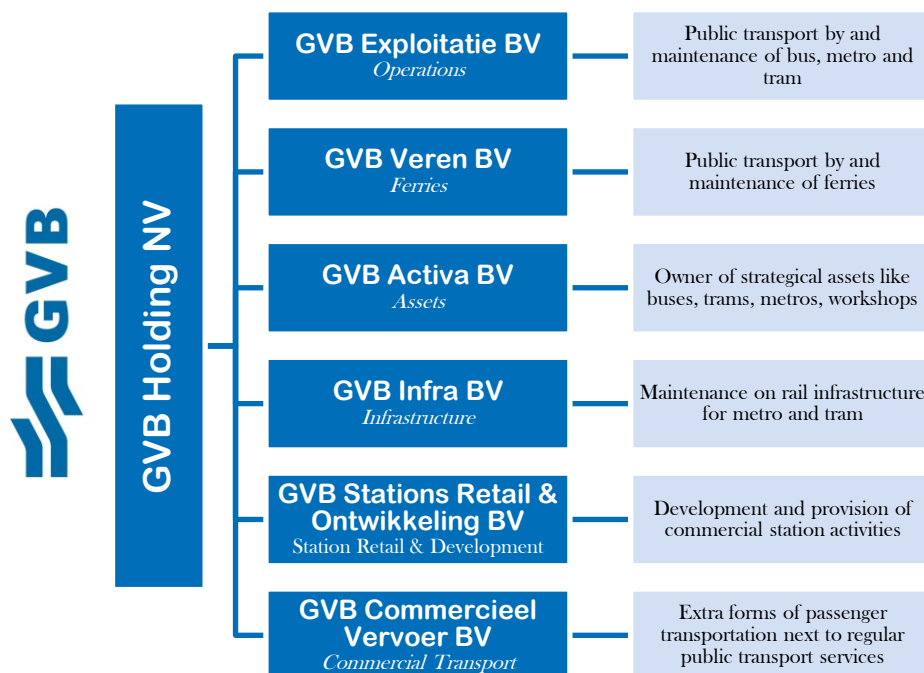 GVB
GVB Holding NV
GVB Exploitatie BV
Operations
Public transport by and
maintenance of bus, metro and
tram
GVB Veren BV
Ferries
Public transport by and
maintenance of ferries
GVB Activa BV
Assets
Owner of strategical assets like
buses, trams, metros, workshops
GVB Infra BV
Infrastructure
Maintenance on rail infrastructure
for metro and tram
GVB Stations Retail &
Ontwikkeling BV
Station Retail & Development
Development and provision of
commercial station activities
GVB Commercieel
Vervoer BV
Commercial Transport
Extra forms of passenger
transportation next to regular
public transport services